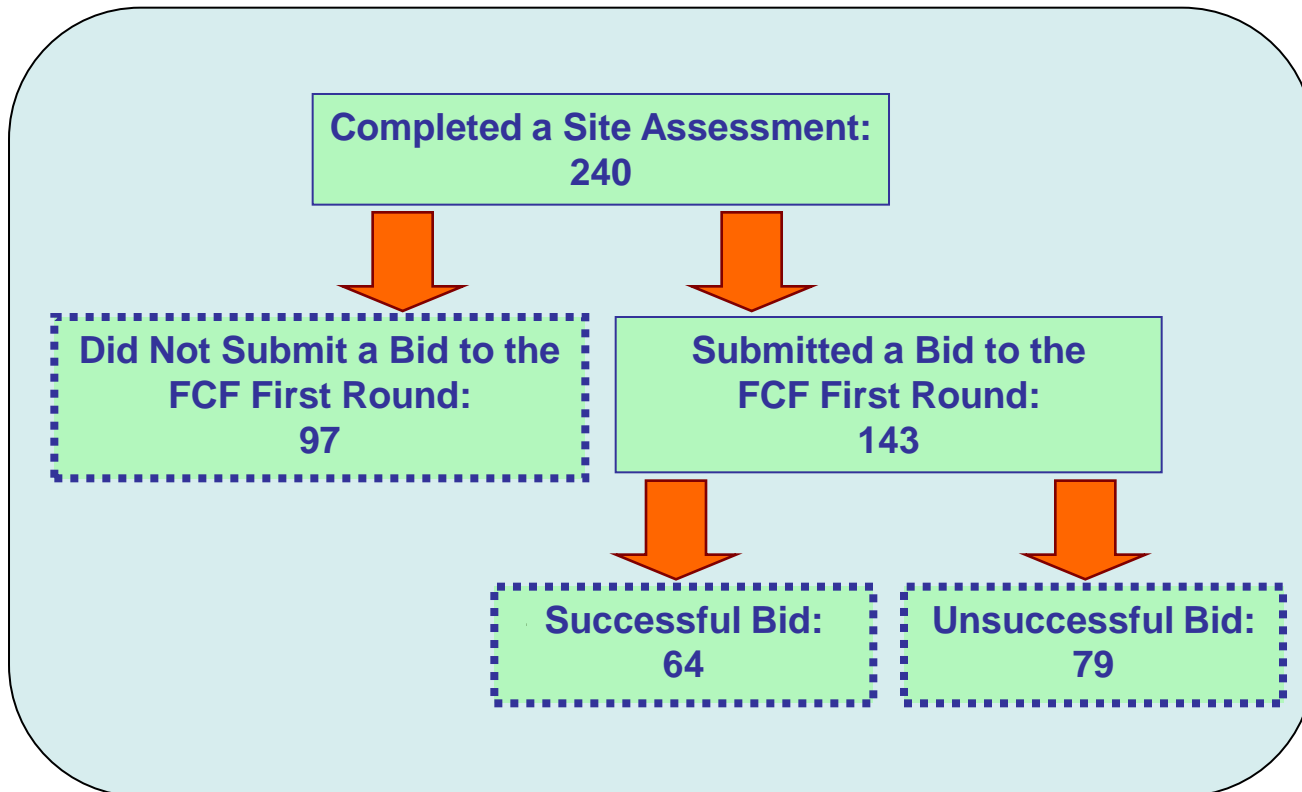 Completed a Site Assessment:
240
Did Not Submit a Bid to the
FCF First Round:
97
Submitted a Bid to the
FCF First Round:
143
Successful Bid:
64
Unsuccessful Bid:
79